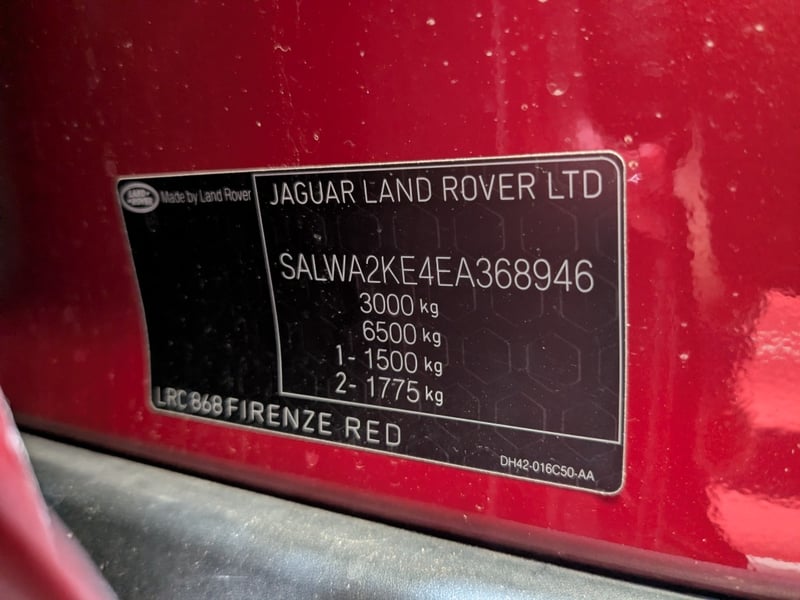 LAND-
ROVER
Made by Land Rover
JAGUAR LAND ROVER LTD
SALWA2KE4EA368946
3000 kg
6500 kg
1- 1500 kg
2- 1775 kg
LRC 868 FIRENZE RED
DH42-016C50-AA